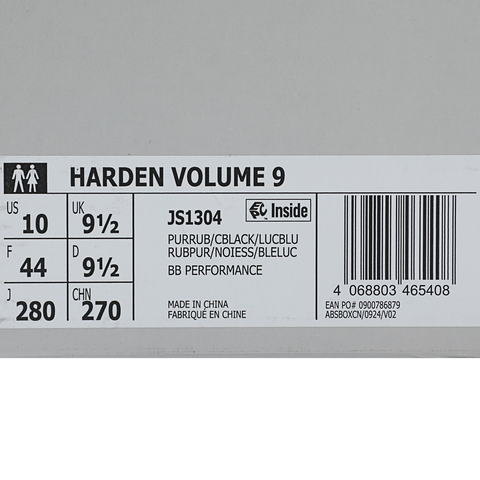 HARDEN VOLUME 9
US 10 UK 9½
F 44 D 9½
J 280 CHN 270
JS1304
Inside
PURRUB/CBLACK/LUCBLU
RUBPUR/NOIESS/BLELUC
BB PERFORMANCE
MADE IN CHINA
FABRIQUÉ EN CHINE
4 068803 465408
EAN PO# 0900786879
ABSBOXCN/0924/V02